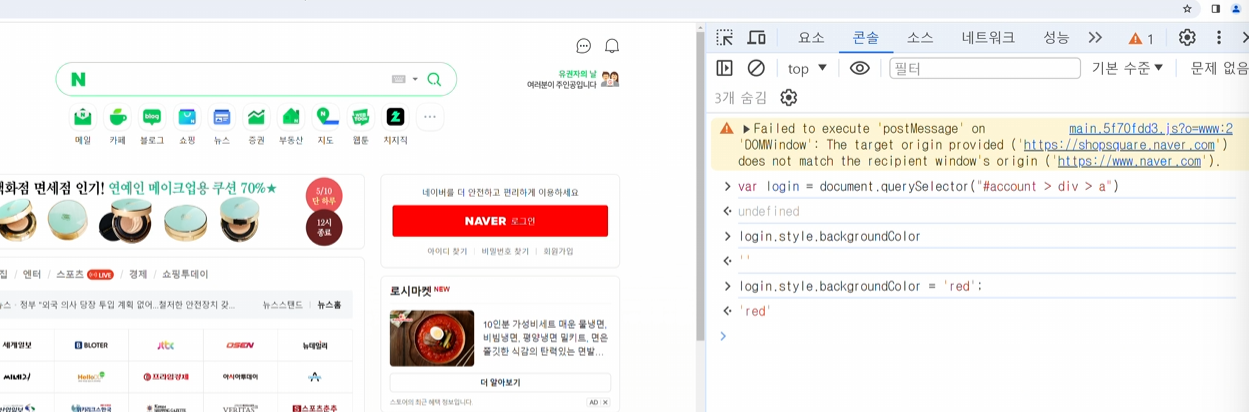 요소
콘솔
소스
네트워크
성능
1
top
필터
기본 수준
문제 없음
3개 숨김
유권자의 날
여러분이 주인공입니다
N
메일
카페
blog
블로그
쇼핑
뉴스
증권
부동산
지도
웹툰
치지직
Failed to execute 'postMessage' on main.5f70fdd3.js?o=www:2
'DOMWindow': The target origin provided ('https://shopsquare.naver.com')
does not match the recipient window's origin ('https://www.naver.com').
var login = document.querySelector("#account > div > a")
undefined
login.style.backgroundColor
''
login.style.backgroundColor = 'red';
'red'
백화점 면세점 인기! 연예인 메이크업용 쿠션 70%★
5/10
단 하루
12시
종료
네이버를 더 안전하고 편리하게 이용하세요
NAVER 로그인
아이디 찾기
비밀번호 찾기
회원가입
집 / 엔터 / 스포츠 LIVE / 경제 / 쇼핑투데이
뉴스 · 정부 "외국 의사 당장 투입 계획 없어...철저한 안전장치 갖...
뉴스스탠드
뉴스홈
세계일보
BLOTER
jtbc
OSEN
뉴데일리
Hello
프라임경제
아시아투데이
위키리크스한국
VERITAS
스포츠춘추
로시마켓 NEW
10인분 가성비세트 매운 물냉면,
비빔냉면, 평양냉면 밀키트, 면은
쫄깃한 식감의 탄력있는 면발...
더 알아보기
스토어의 최근 혜택 정보입니다.
AD